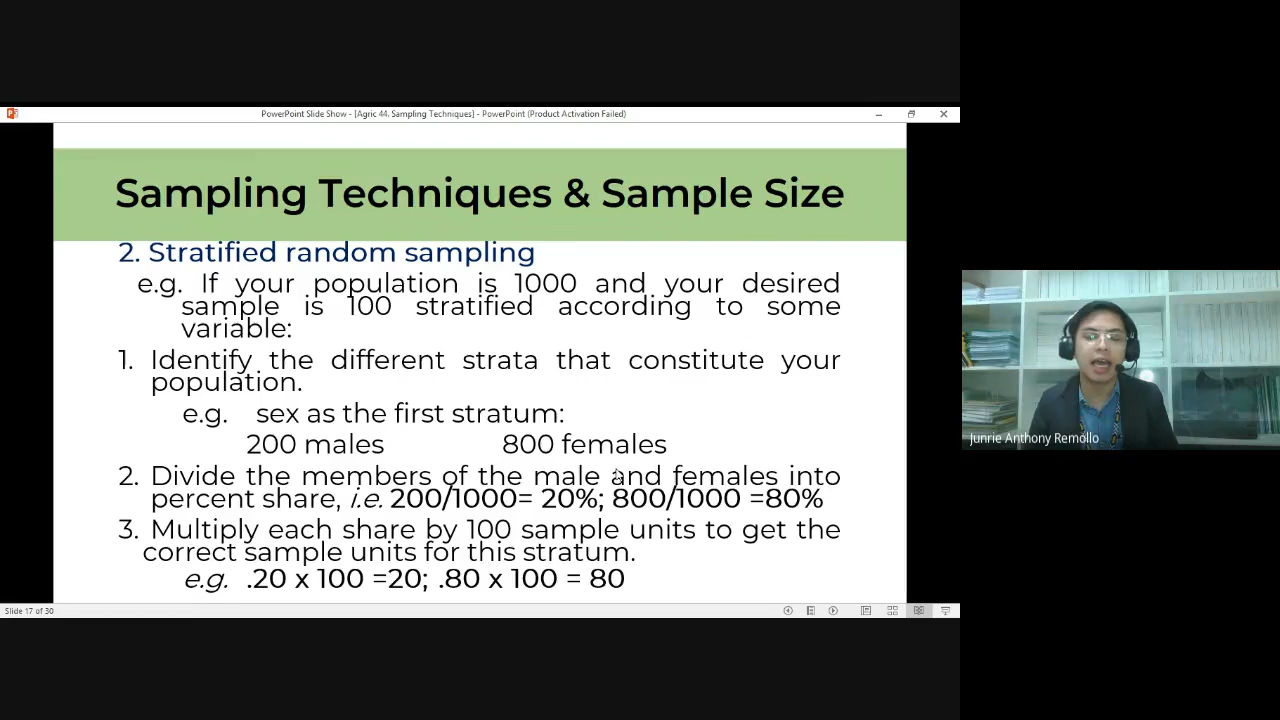 PowerPoint Slide Show - [Agric 44. Sampling Techniques] - PowerPoint (Product Activation Failed)
Sampling Techniques & Sample Size
2. Stratified random sampling
e.g. If your population is 1000 and your desired
sample is 100 stratified according to some
variable:
1. Identify the different strata that constitute your
population.
e.g. sex as the first stratum:
200 males 800 females
2. Divide the members of the male and females into
percent share, i.e. 200/1000= 20%; 800/1000 =80%
3. Multiply each share by 100 sample units to get the
correct sample units for this stratum.
e.g. .20 x 100 =20; .80 x 100 = 80
Slide 17 of 30
Junrie Anthony Remollo